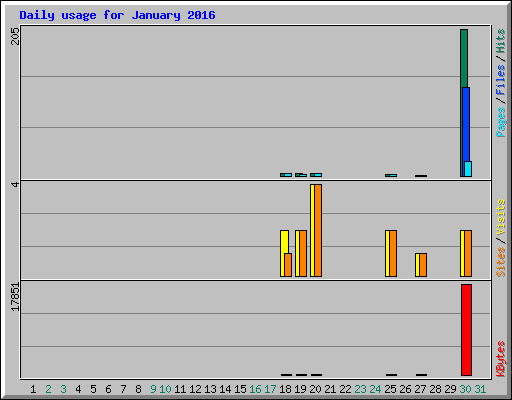 Daily usage for January 2016
205
Pages / Files / Hits
4
Sites / Visits
17851
KBytes
1 2 3 4 5 6 7 8 9 10 11 12 13 14 15 16 17 18 19 20 21 22 23 24 25 26 27 28 29 30 31